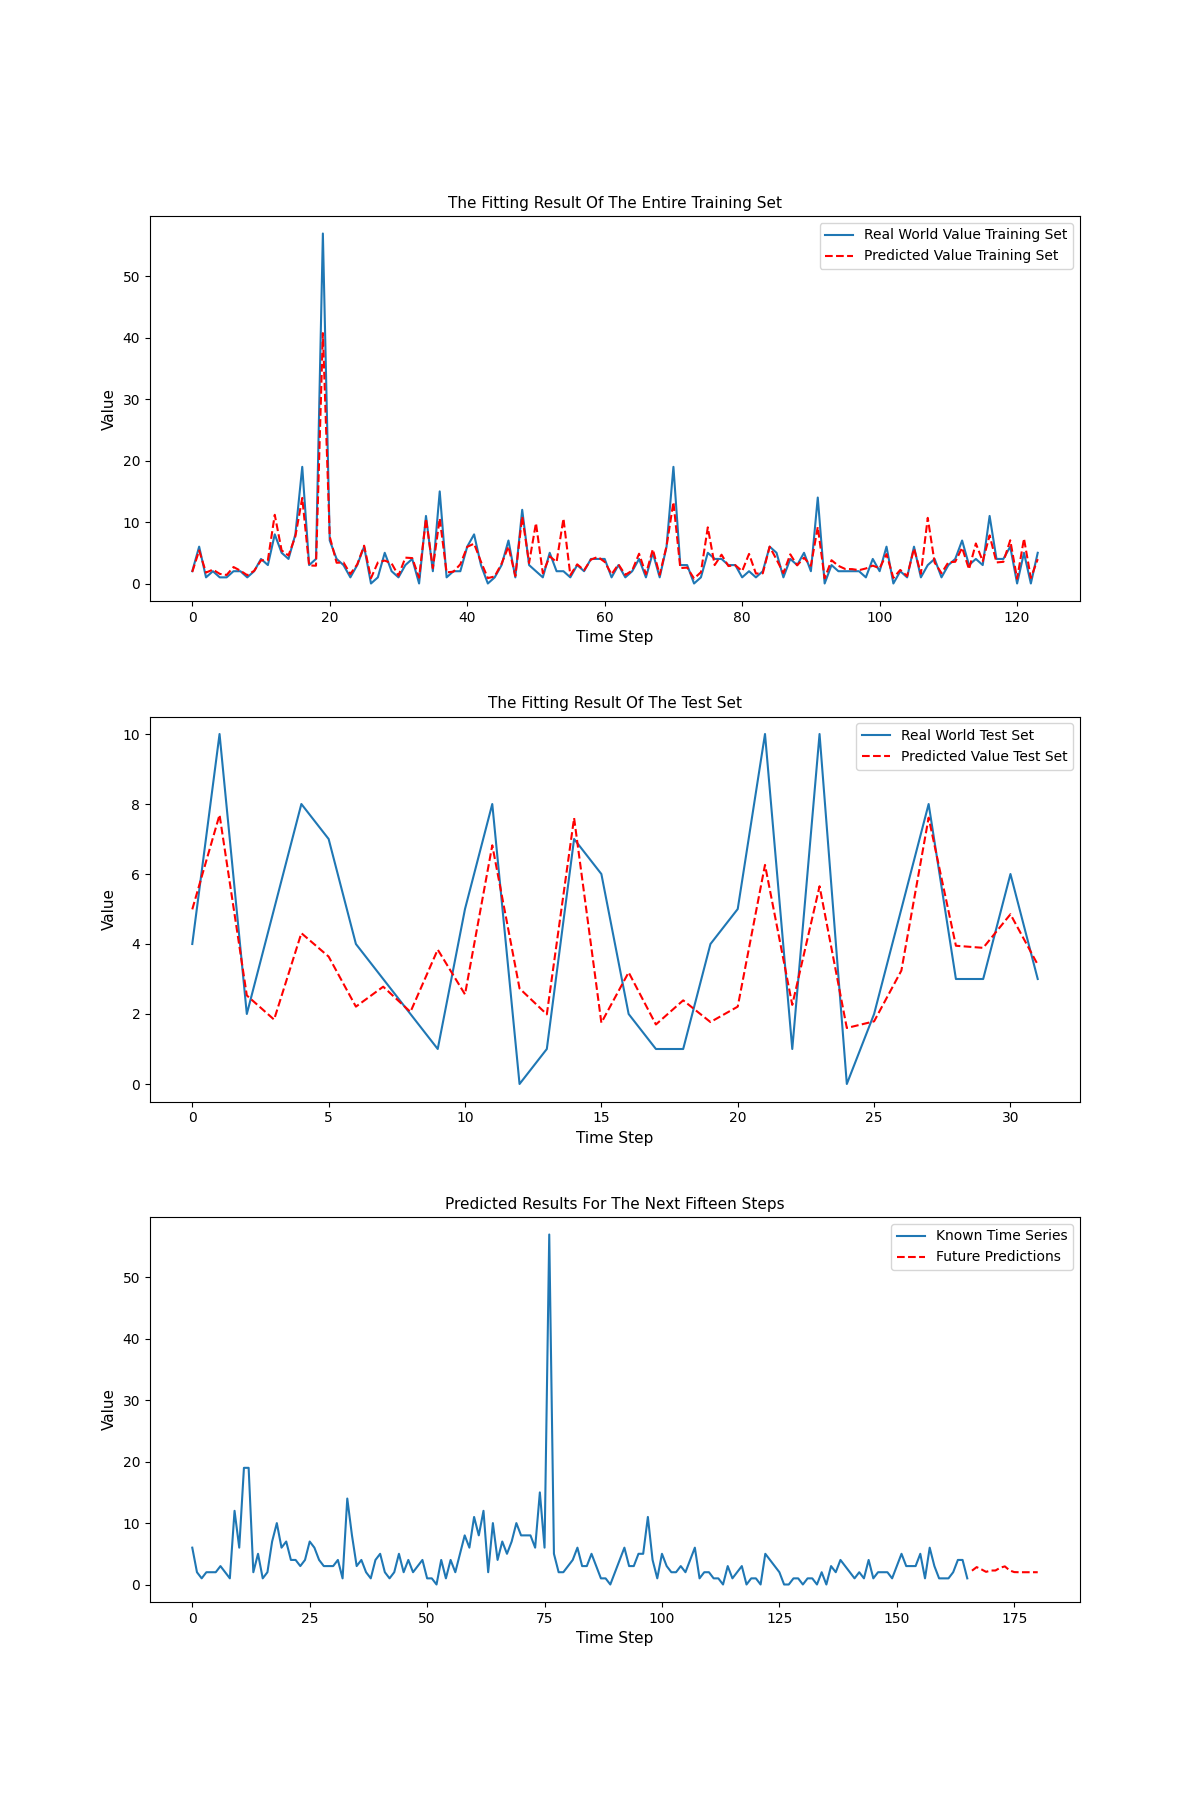 The Fitting Result Of The Entire Training Set
Real World Value Training Set
Predicted Value Training Set
Value
50
40
30
20
10
0
0 20 40 60 80 100 120
Time Step
The Fitting Result Of The Test Set
Real World Test Set
Predicted Value Test Set
Value
10
8
6
4
2
0
0 5 10 15 20 25 30
Time Step
Predicted Results For The Next Fifteen Steps
Known Time Series
Future Predictions
Value
50
40
30
20
10
0
0 25 50 75 100 125 150 175
Time Step